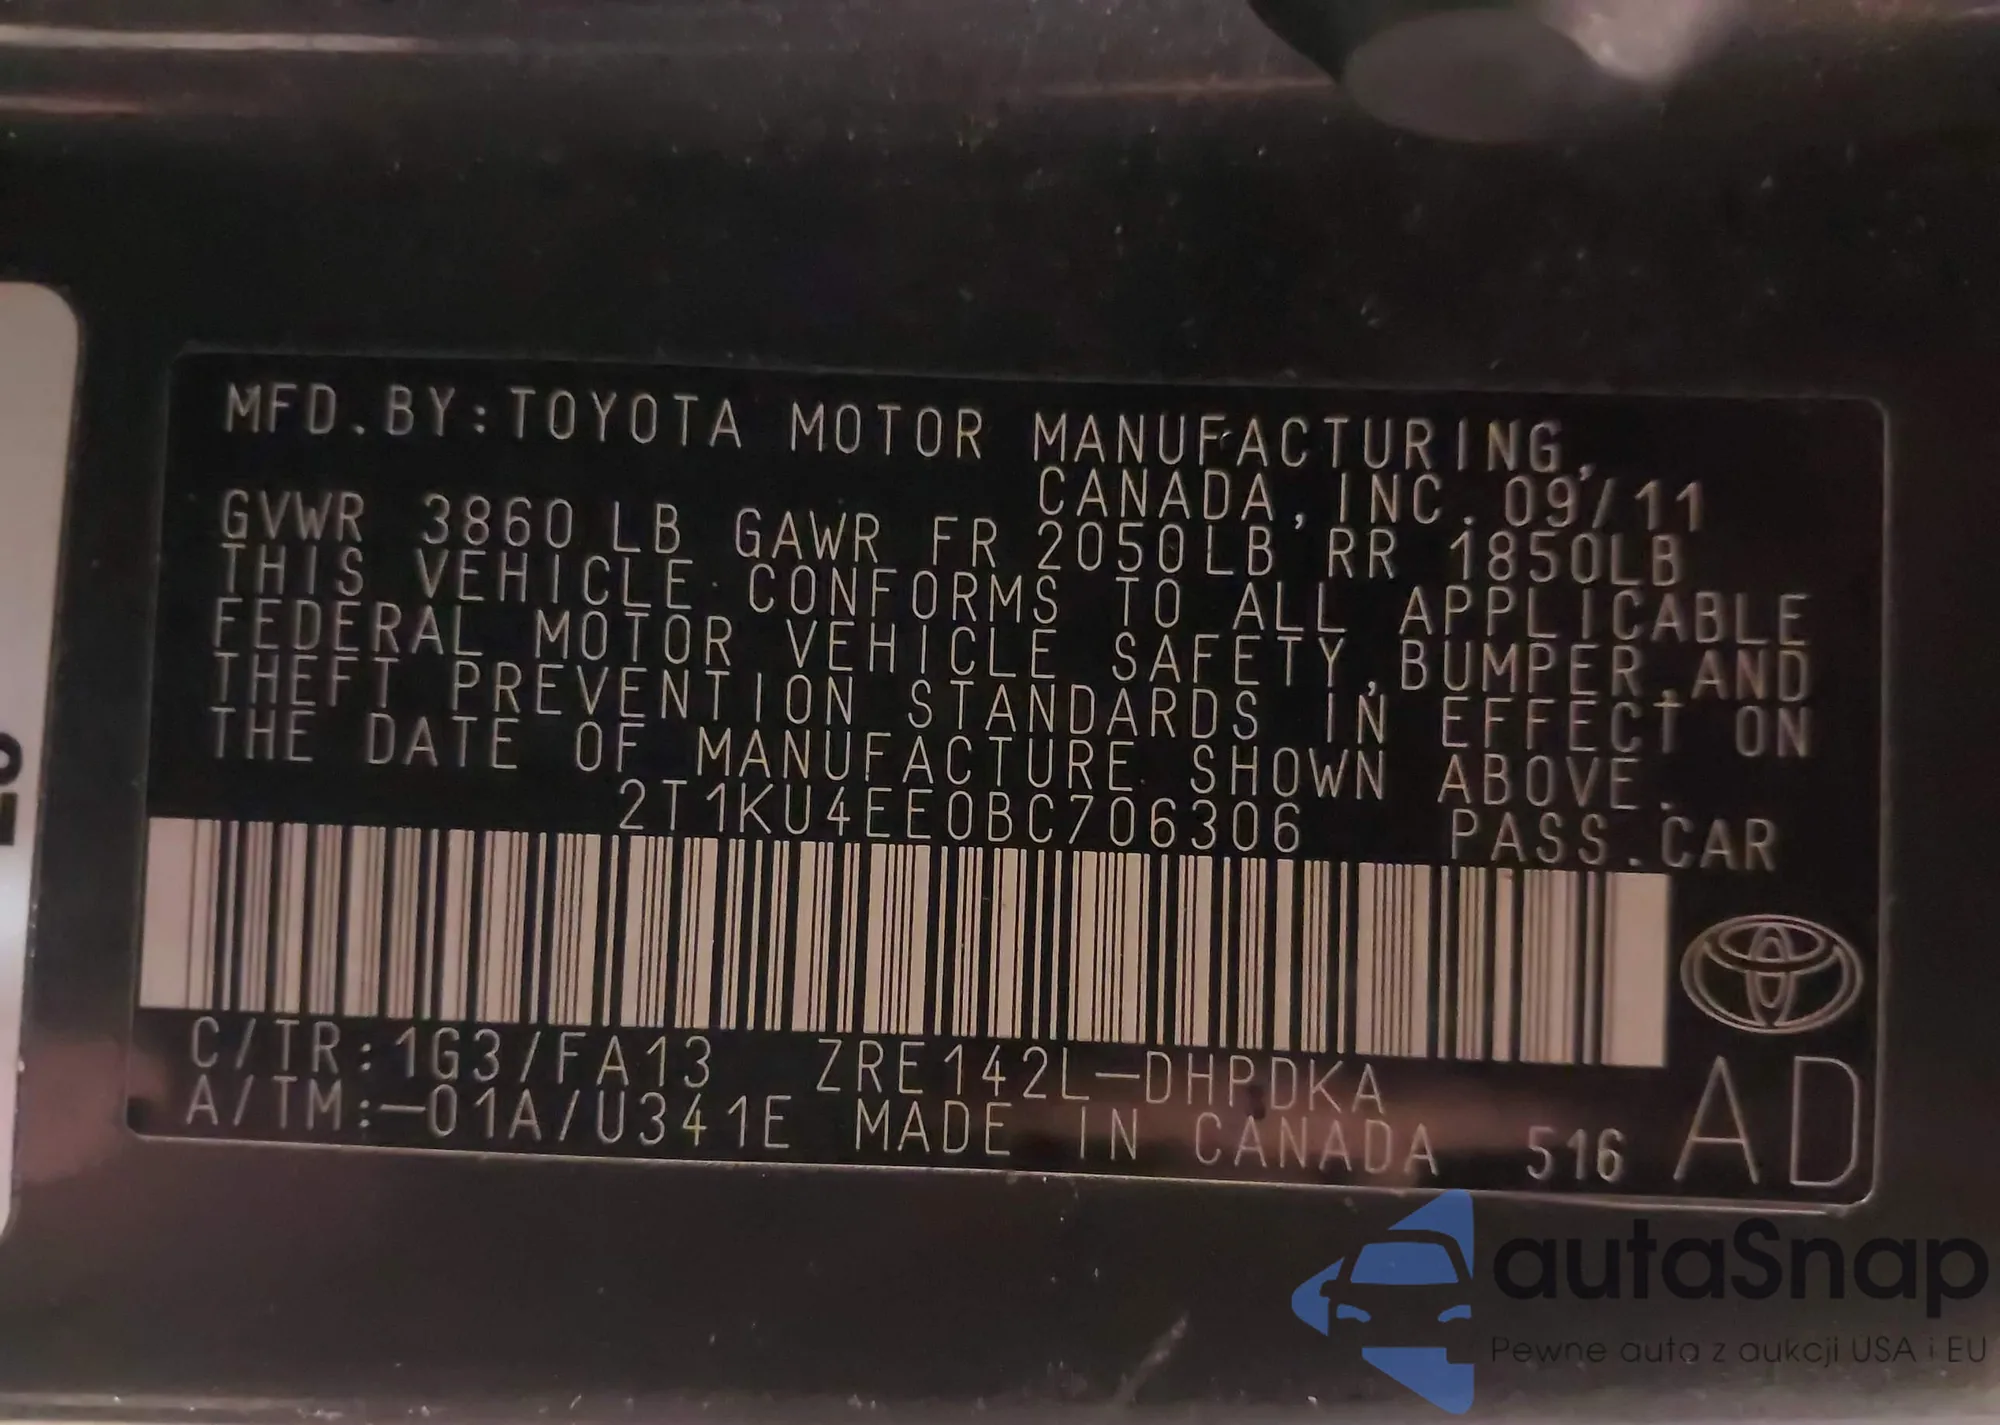 MFD.BY:TOYOTA MOTOR MANUFACTURING,
CANADA, INC. 09/11
GVWR 3860 LB GAWR FR 2050LB RR 1850LB
THIS VEHICLE CONFORMS TO ALL APPLICABLE
FEDERAL MOTOR VEHICLE SAFETY, BUMPER, AND
THEFT PREVENTION STANDARDS IN EFFECT ON
THE DATE OF MANUFACTURE SHOWN ABOVE.
2T1KU4EE0BC706306 PASS.CAR
C/TR:1G3/FA13 ZRE142L-DHPDKA
A/TM:-01A/U341E MADE IN CANADA 516 AD
autaSnap
Pewne auta z aukcji USA i EU